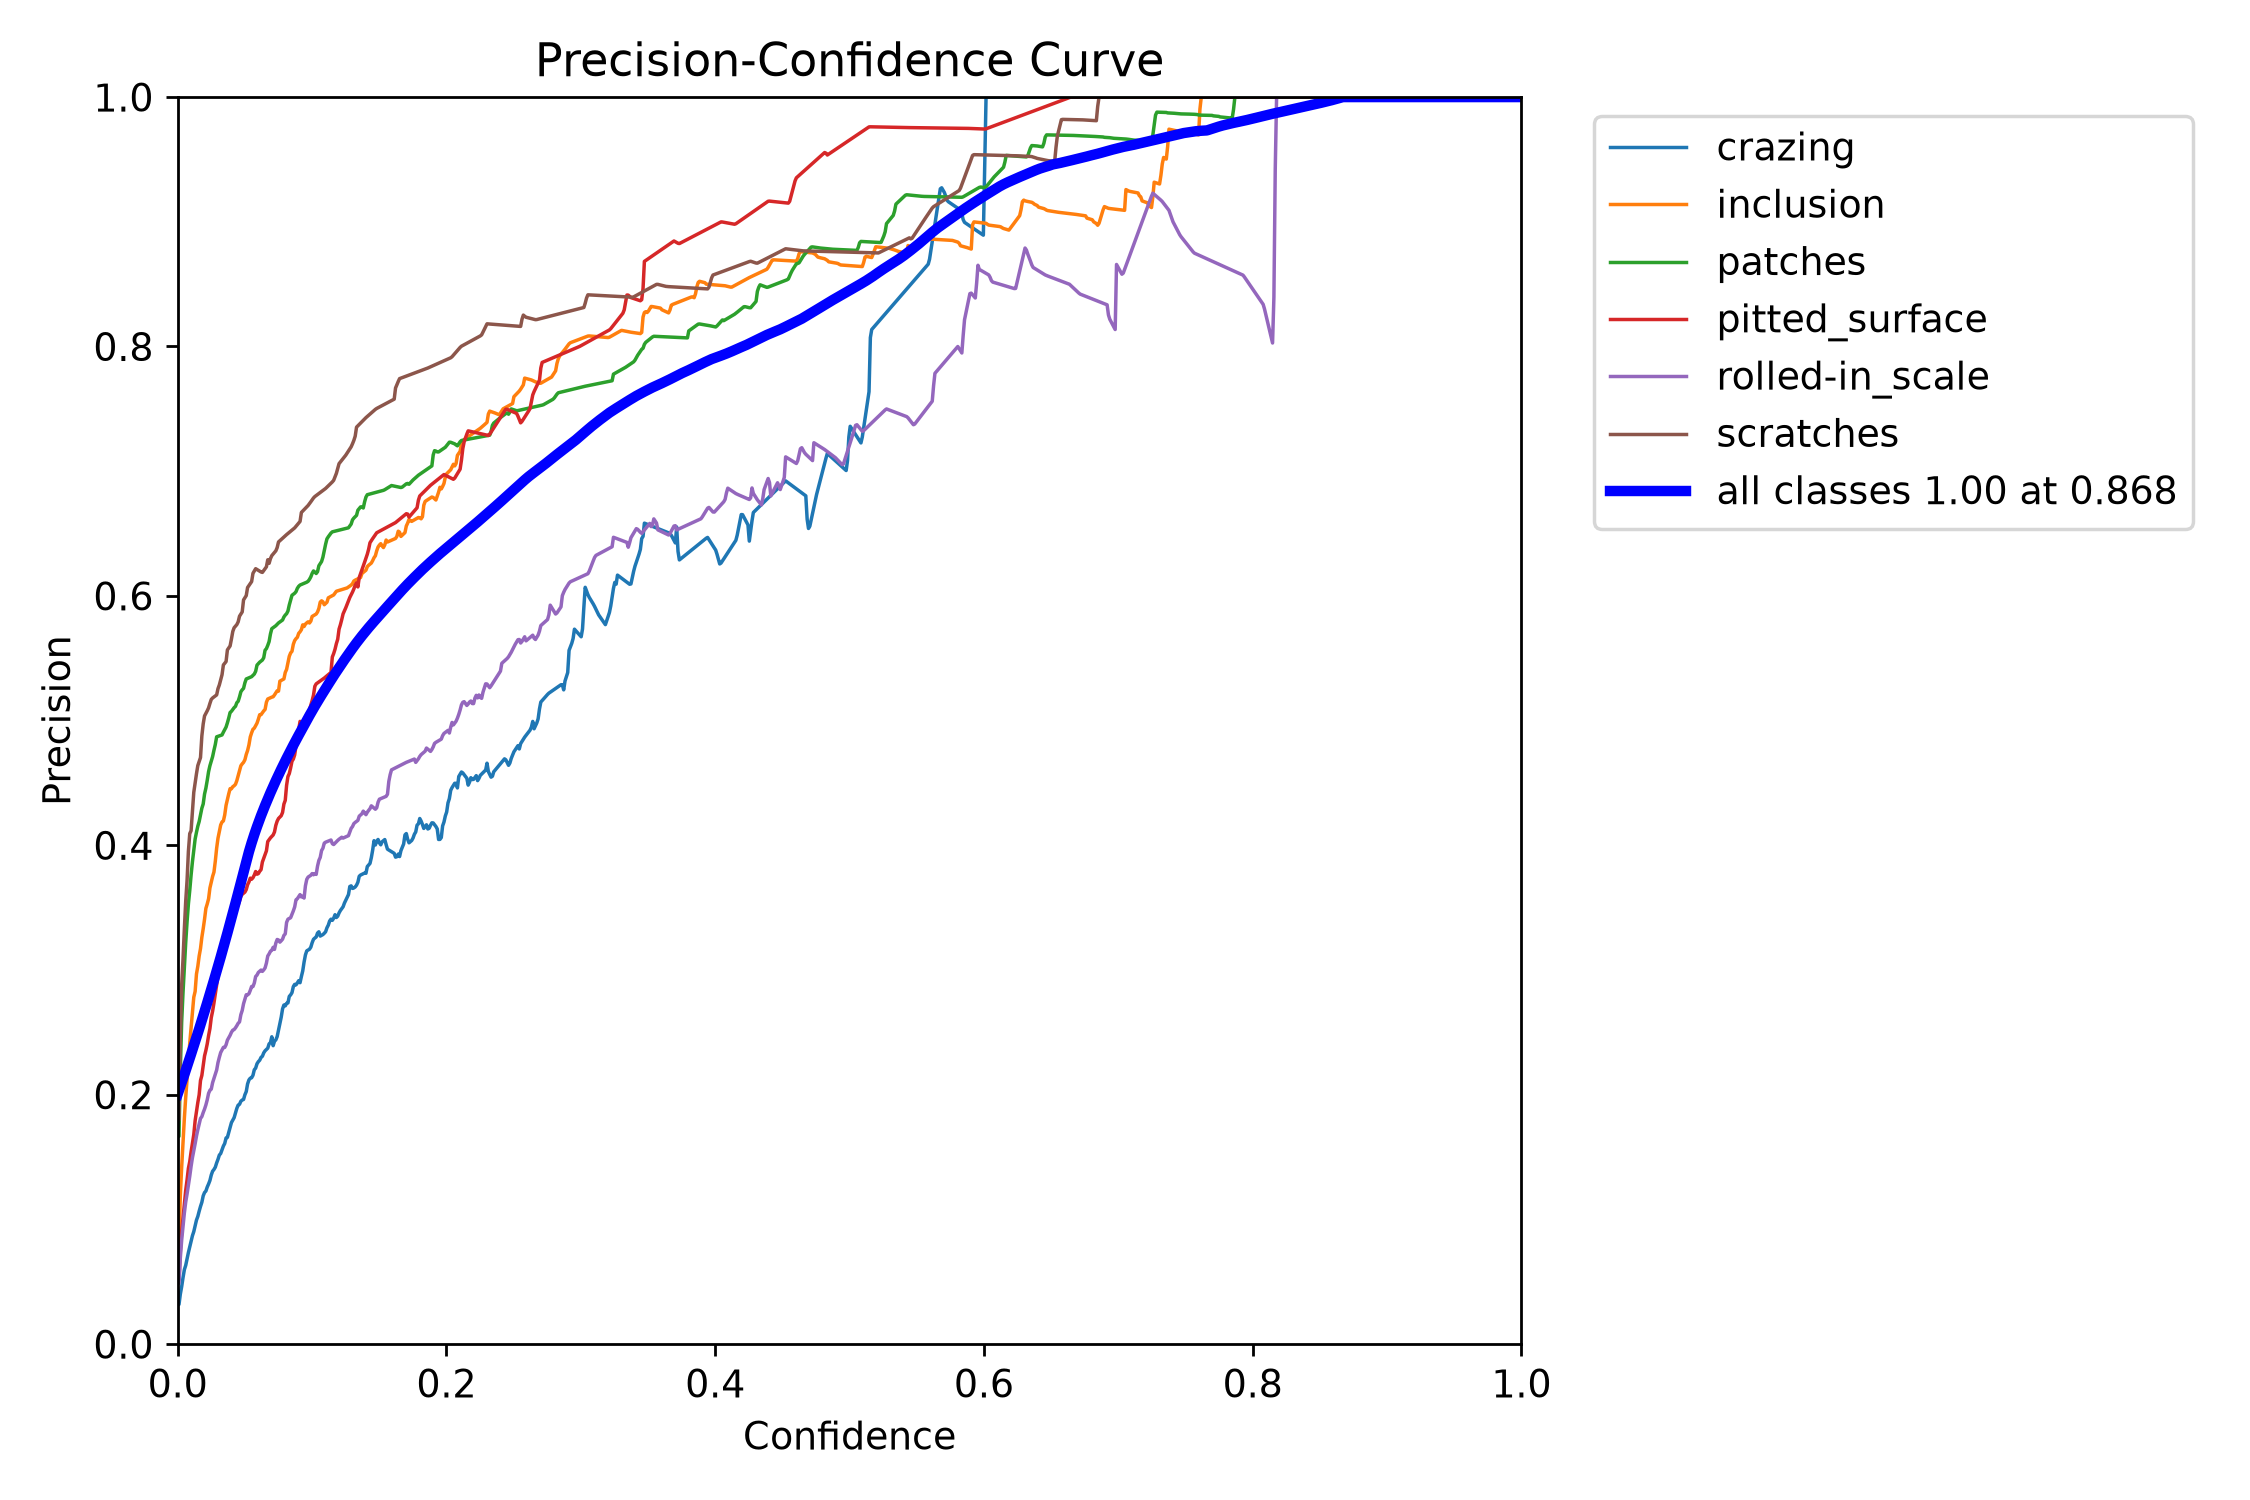 Precision-Confidence Curve
1.0
0.8
0.6
0.4
0.2
0.0
Precision
0.0 0.2 0.4 0.6 0.8 1.0
Confidence
crazing
inclusion
patches
pitted_surface
rolled-in_scale
scratches
all classes 1.00 at 0.868